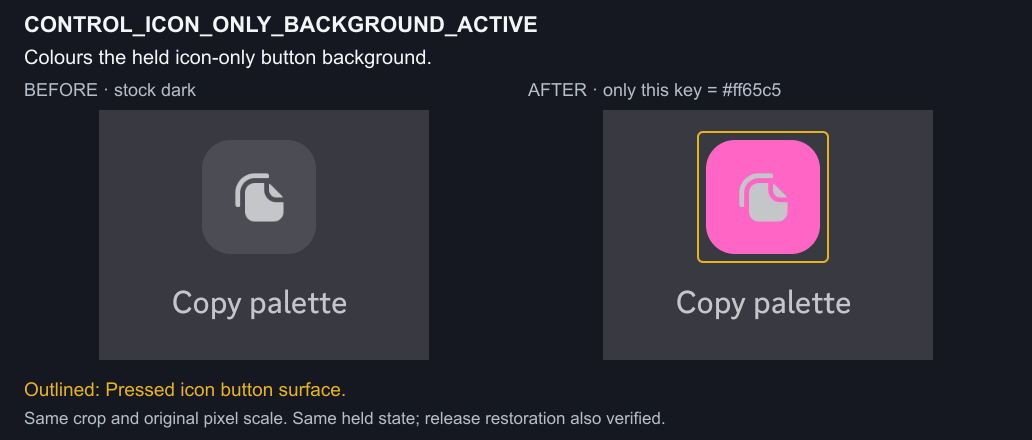 CONTROL_ICON_ONLY_BACKGROUND_ACTIVE
Colours the held icon-only button background.
BEFORE · stock dark
AFTER · only this key = #ff65c5
Copy palette
Copy palette
Outlined: Pressed icon button surface.
Same crop and original pixel scale. Same held state; release restoration also verified.